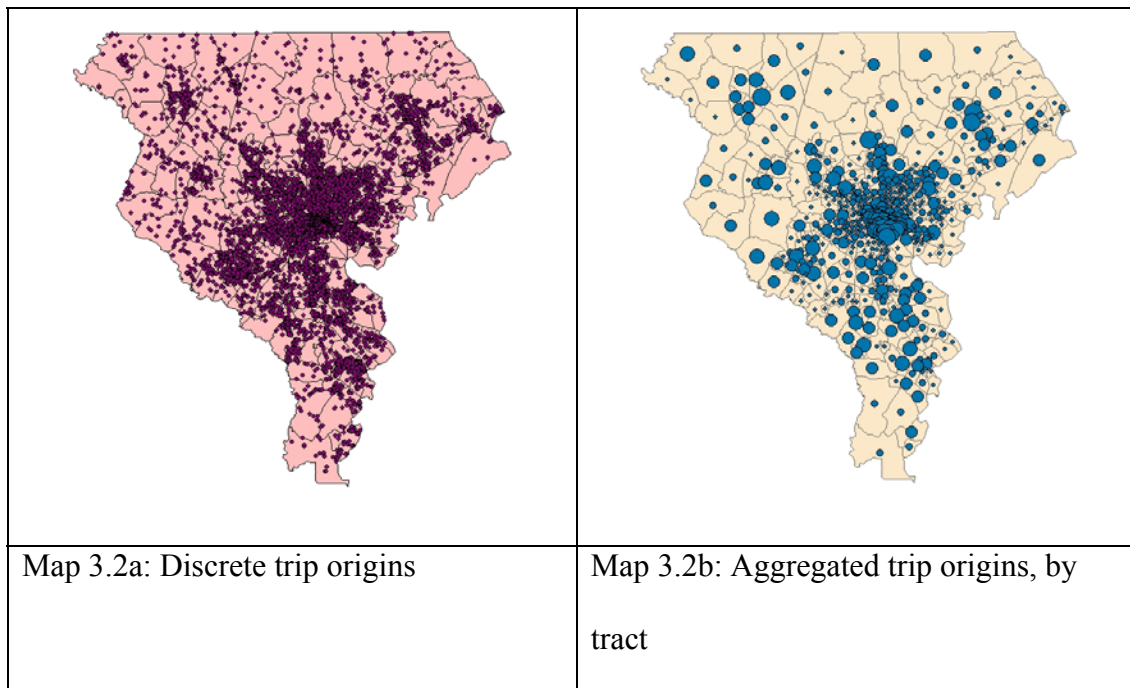 Map 3.2a: Discrete trip origins
Map 3.2b: Aggregated trip origins, by
tract